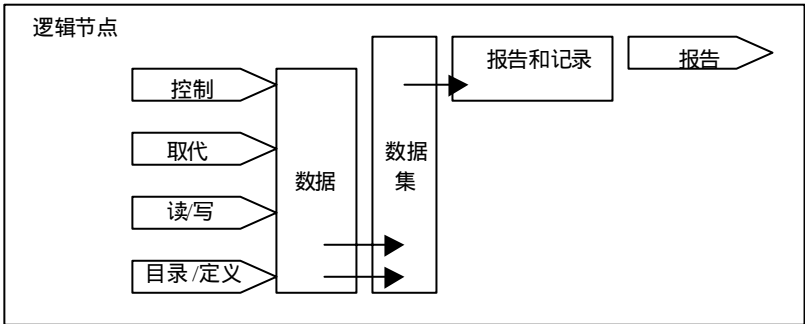 逻辑节点
控制
取代
读/写
目录/定义
数据
数据
集
报告和记录
报告